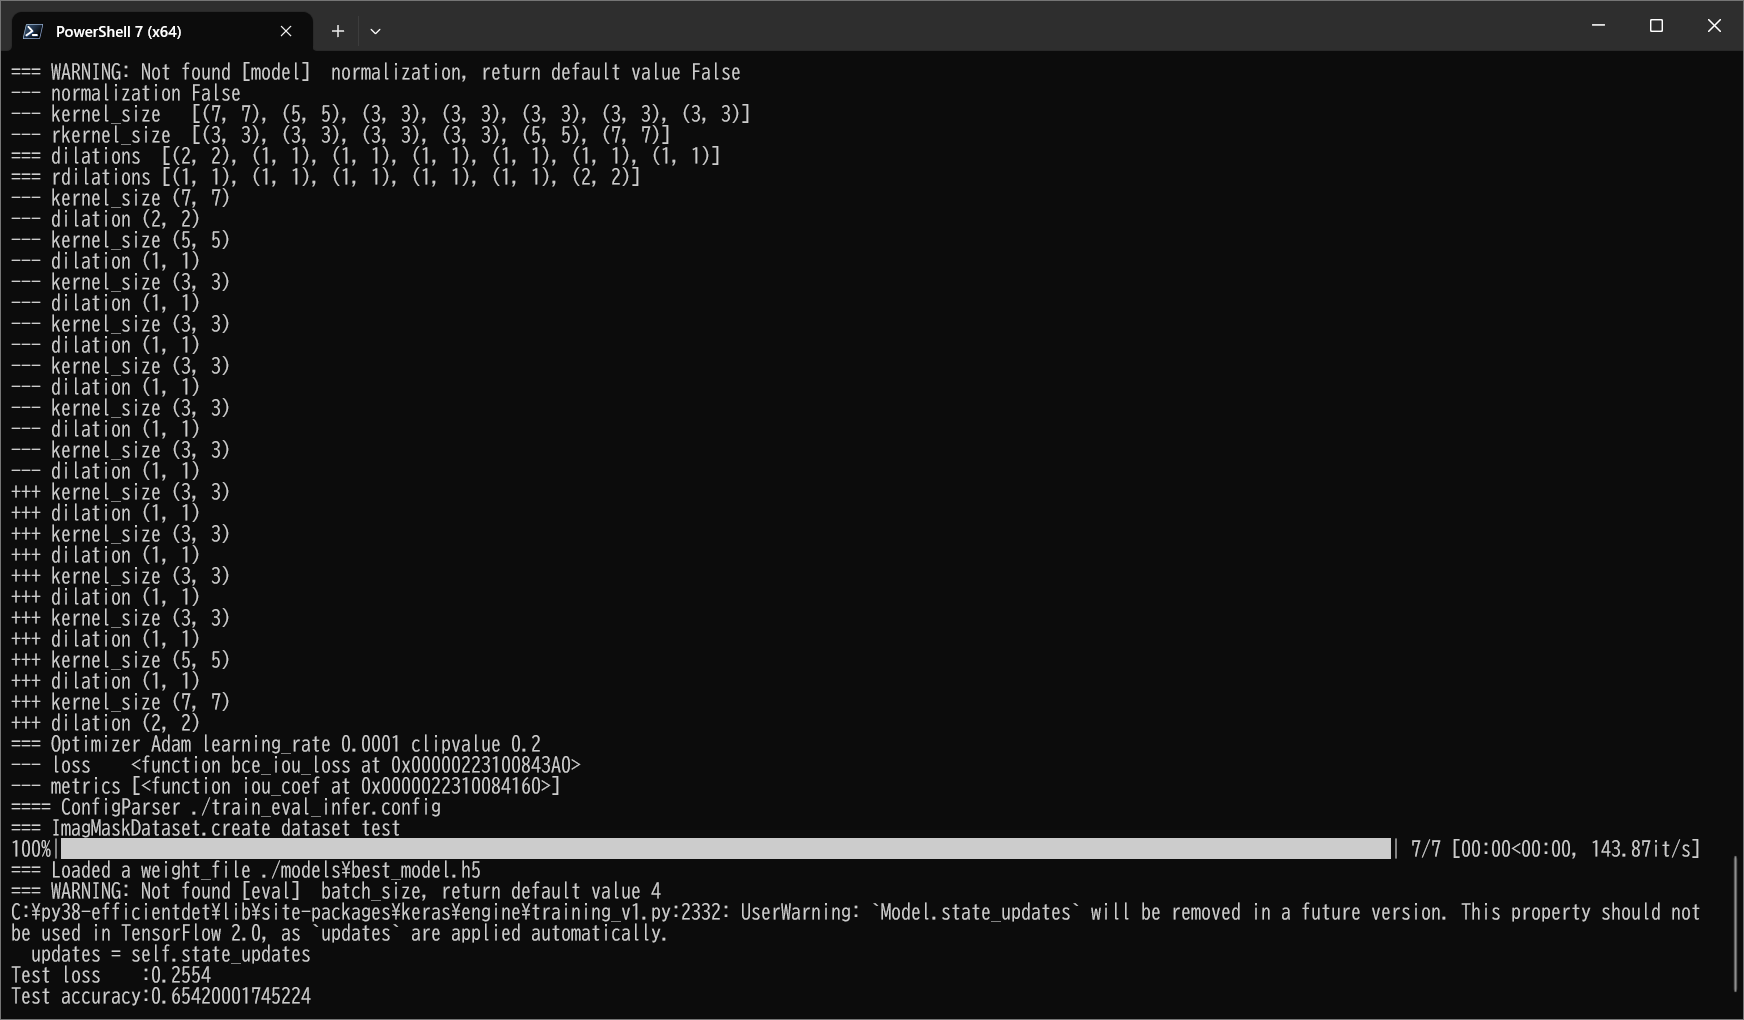 PowerShell 7 (x64)
=== WARNING: Not found [model]  normalization, return default value False
--- normalization False
--- kernel_size   [(7, 7), (5, 5), (3, 3), (3, 3), (3, 3), (3, 3), (3, 3)]
--- rkernel_size  [(3, 3), (3, 3), (3, 3), (3, 3), (5, 5), (7, 7)]
=== dilations  [(2, 2), (1, 1), (1, 1), (1, 1), (1, 1), (1, 1), (1, 1)]
=== rdilations [(1, 1), (1, 1), (1, 1), (1, 1), (1, 1), (2, 2)]
--- kernel_size (7, 7)
--- dilation (2, 2)
--- kernel_size (5, 5)
--- dilation (1, 1)
--- kernel_size (3, 3)
--- dilation (1, 1)
--- kernel_size (3, 3)
--- dilation (1, 1)
--- kernel_size (3, 3)
--- dilation (1, 1)
--- kernel_size (3, 3)
--- dilation (1, 1)
--- kernel_size (3, 3)
--- dilation (1, 1)
+++ kernel_size (3, 3)
+++ dilation (1, 1)
+++ kernel_size (3, 3)
+++ dilation (1, 1)
+++ kernel_size (3, 3)
+++ dilation (1, 1)
+++ kernel_size (3, 3)
+++ dilation (1, 1)
+++ kernel_size (5, 5)
+++ dilation (1, 1)
+++ kernel_size (7, 7)
+++ dilation (2, 2)
=== Optimizer Adam learning_rate 0.0001 clipvalue 0.2
--- loss    <function bce_iou_loss at 0x00000223100843A0>
--- metrics [<function iou_coef at 0x0000022310084160>]
==== ConfigParser ./train_eval_infer.config
=== ImagMaskDataset.create dataset test
100%| | 7/7 [00:00<00:00, 143.87it/s]
=== Loaded a weight_file ./models¥best_model.h5
=== WARNING: Not found [eval]  batch_size, return default value 4
C:¥py38-efficientdet¥lib¥site-packages¥keras¥engine¥training_v1.py:2332: UserWarning: `Model.state_updates` will be removed in a future version. This property should not
be used in TensorFlow 2.0, as `updates` are applied automatically.
  updates = self.state_updates
Test loss    :0.2554
Test accuracy:0.65420001745224